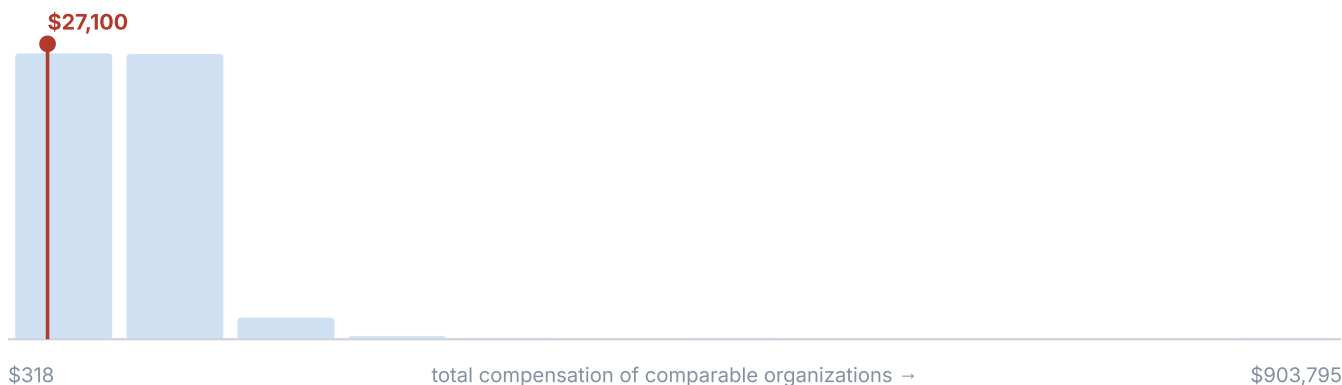 $27,100
$318 total compensation of comparable organizations → $903,795